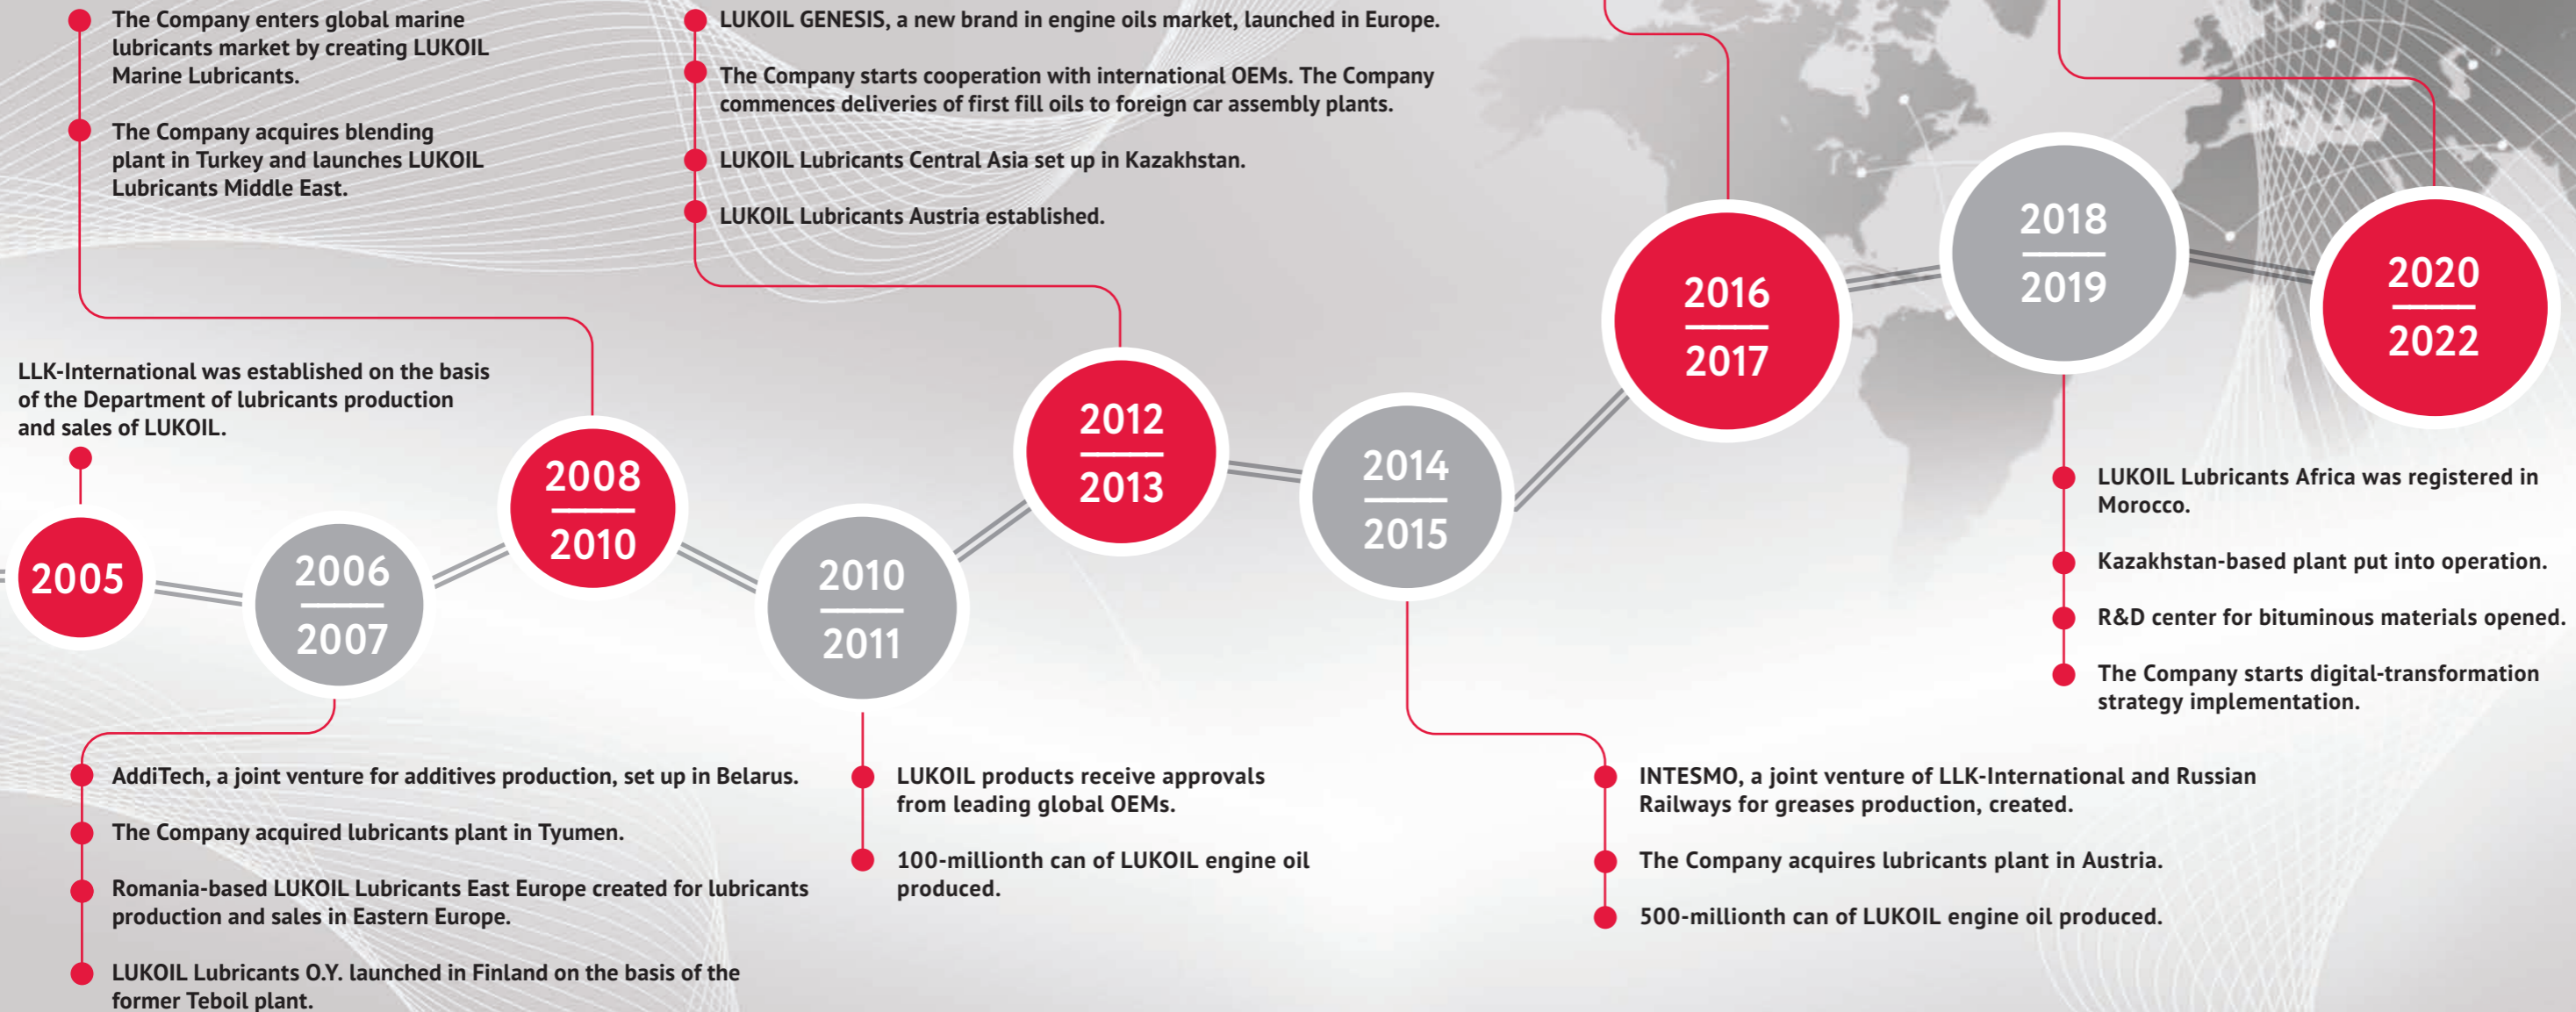 The Company enters global marine
lubricants market by creating LUKOIL
Marine Lubricants.
The Company acquires blending
plant in Turkey and launches LUKOIL
Lubricants Middle East.
LUKOIL GENESIS, a new brand in engine oils market, launched in Europe.
The Company starts cooperation with international OEMs. The Company
commences deliveries of first fill oils to foreign car assembly plants.
LUKOIL Lubricants Central Asia set up in Kazakhstan.
LUKOIL Lubricants Austria established.
LLK-International was established on the basis
of the Department of lubricants production
and sales of LUKOIL.
2005
2006
2007
2008
2010
2010
2011
2012
2013
2014
2015
2016
2017
2018
2019
2020
2022
AddiTech, a joint venture for additives production, set up in Belarus.
The Company acquired lubricants plant in Tyumen.
Romania-based LUKOIL Lubricants East Europe created for lubricants
production and sales in Eastern Europe.
LUKOIL Lubricants O.Y. launched in Finland on the basis of the
former Teboil plant.
LUKOIL products receive approvals
from leading global OEMs.
100-millionth can of LUKOIL engine oil
produced.
INTESMO, a joint venture of LLK-International and Russian
Railways for greases production, created.
The Company acquires lubricants plant in Austria.
500-millionth can of LUKOIL engine oil produced.
LUKOIL Lubricants Africa was registered in
Morocco.
Kazakhstan-based plant put into operation.
R&D center for bituminous materials opened.
The Company starts digital-transformation
strategy implementation.